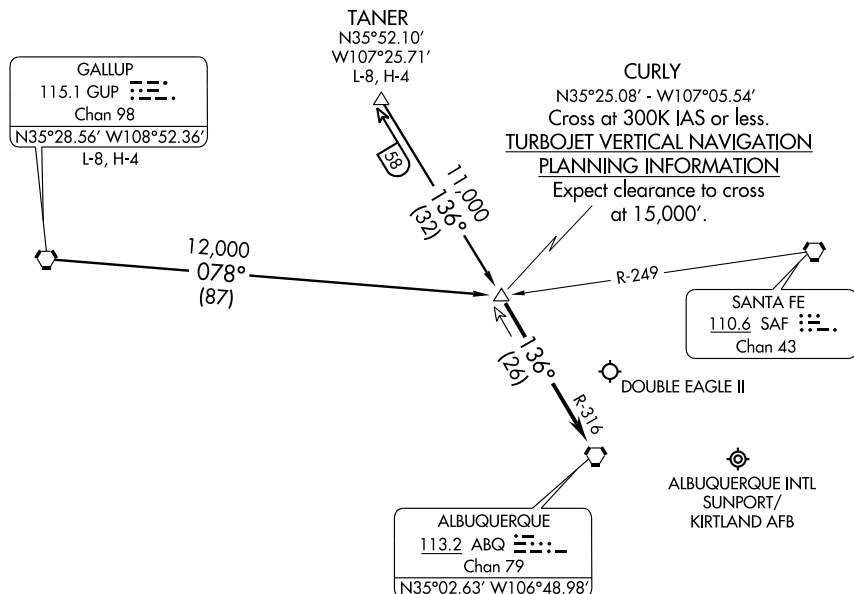 TANER
N35°52.10'
W107°25.71'
L-8, H-4
GALLUP
115.1 GUP
Chan 98
N35°28.56' W108°52.36'
L-8, H-4
CURLY
N35°25.08' - W107°05.54'
Cross at 300K IAS or less.
TURBOJET VERTICAL NAVIGATION
PLANNING INFORMATION
Expect clearance to cross
at 15,000'.
58
11,000
136°
(32)
12,000
078°
(87)
R-249
SANTA FE
110.6 SAF
Chan 43
136°
(26)
R-316
DOUBLE EAGLE II
ALBUQUERQUE INTL
SUNPORT/
KIRTLAND AFB
ALBUQUERQUE
113.2 ABQ
Chan 79
N35°02.63' W106°48.98'